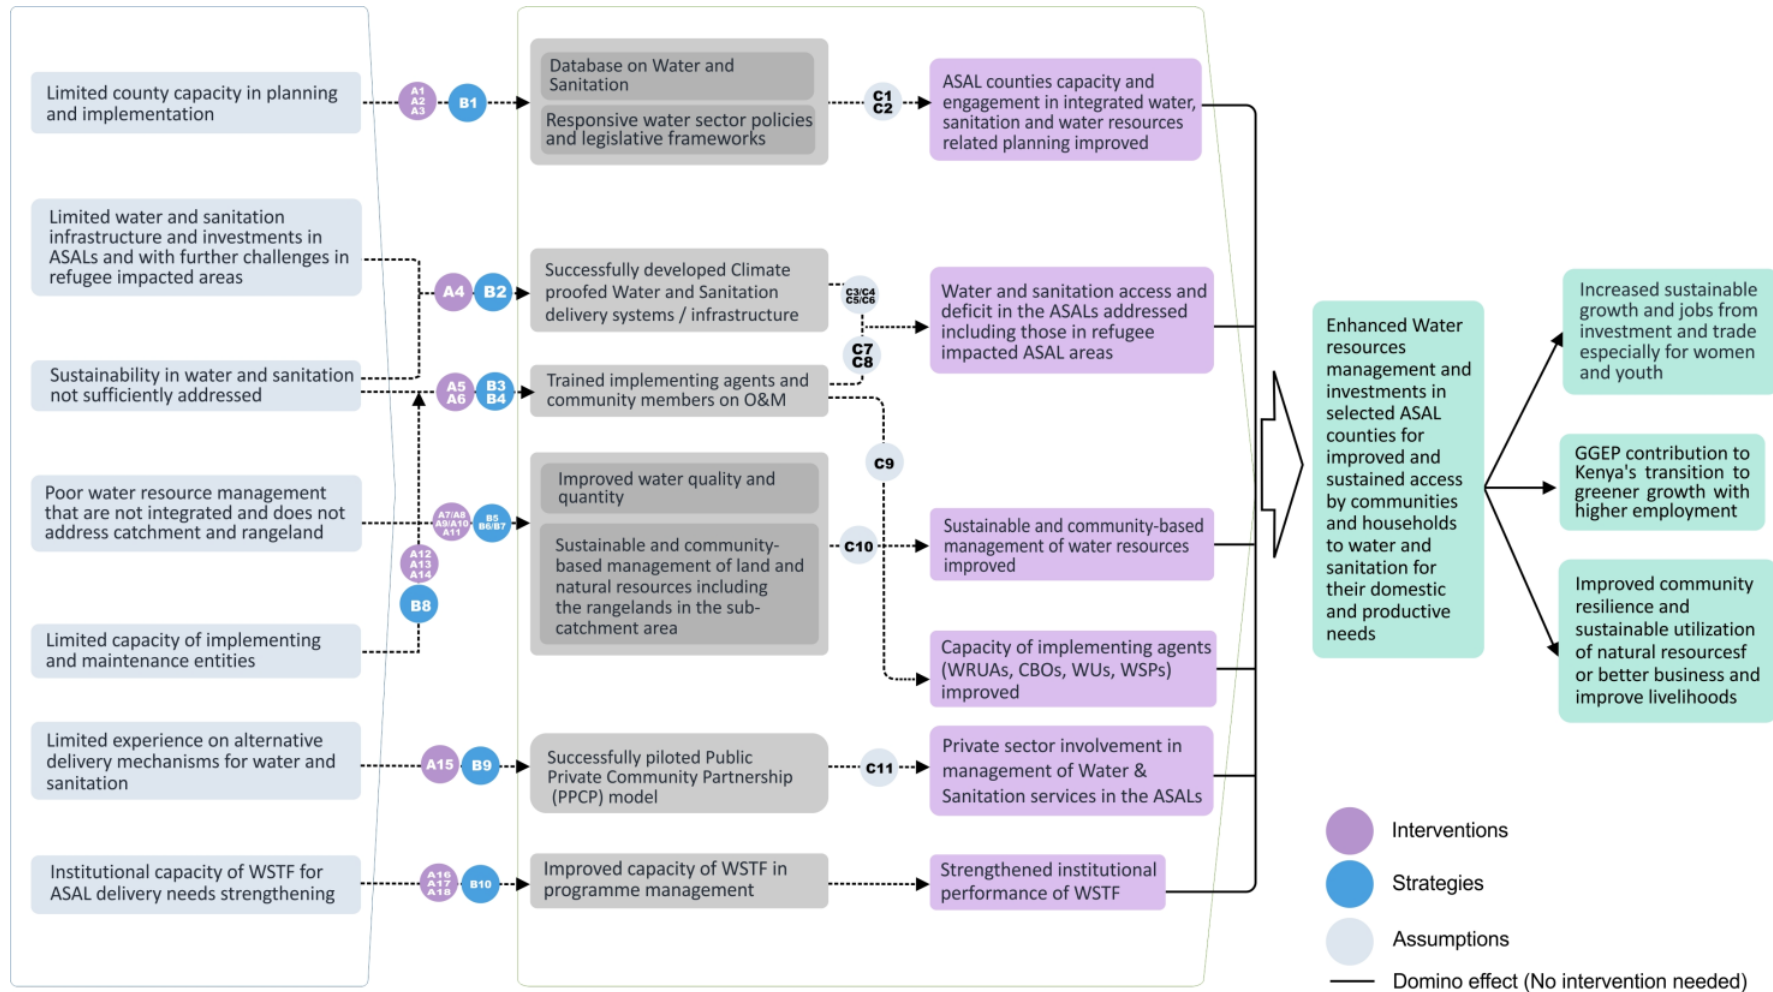 Limited county capacity in planning
and implementation
A1
A2
A3
B1
Database on Water and
Sanitation
Responsive water sector policies
and legislative frameworks
C1
C2
ASAL counties capacity and
engagement in integrated water,
sanitation and water resources
related planning improved
Limited water and sanitation
infrastructure and investments in
ASALs and with further challenges in
refugee impacted areas
A4
B2
Successfully developed Climate
proofed Water and Sanitation
delivery systems / infrastructure
C3/C4
C5/C6
C7
C8
Water and sanitation access and
deficit in the ASALs addressed
including those in refugee
impacted ASAL areas
Sustainability in water and sanitation
not sufficiently addressed
A5
A6
B3
B4
Trained implementing agents and
community members on O&M
C9
Poor water resource management
that are not integrated and does not
address catchment and rangeland
A7/A8
A9/A10
A11
B5
B6/B7
Improved water quality and
quantity
Sustainable and community-
based management of land and
natural resources including
the rangelands in the sub-
catchment area
C10
Sustainable and community-based
management of water resources
improved
A12
A13
A14
B8
Limited capacity of implementing
and maintenance entities
Capacity of implementing agents
(WRUAs, CBOs, WUs, WSPs)
improved
Limited experience on alternative
delivery mechanisms for water and
sanitation
A15
B9
Successfully piloted Public
Private Community Partnership
(PPCP) model
C11
Private sector involvement in
management of Water &
Sanitation services in the ASALs
Institutional capacity of WSTF for
ASAL delivery needs strengthening
A16
A17
A18
B10
Improved capacity of WSTF in
programme management
Strengthened institutional
performance of WSTF
Enhanced Water
resources
management and
investments in
selected ASAL
counties for
improved and
sustained access
by communities
and households
to water and
sanitation for
their domestic
and productive
needs
Increased sustainable
growth and jobs from
investment and trade
especially for women
and youth
GGEP contribution to
Kenya's transition to
greener growth with
higher employment
Improved community
resilience and
sustainable utilization
of natural resourcesf
or better business and
improve livelihoods
Interventions
Strategies
Assumptions
Domino effect (No intervention needed)